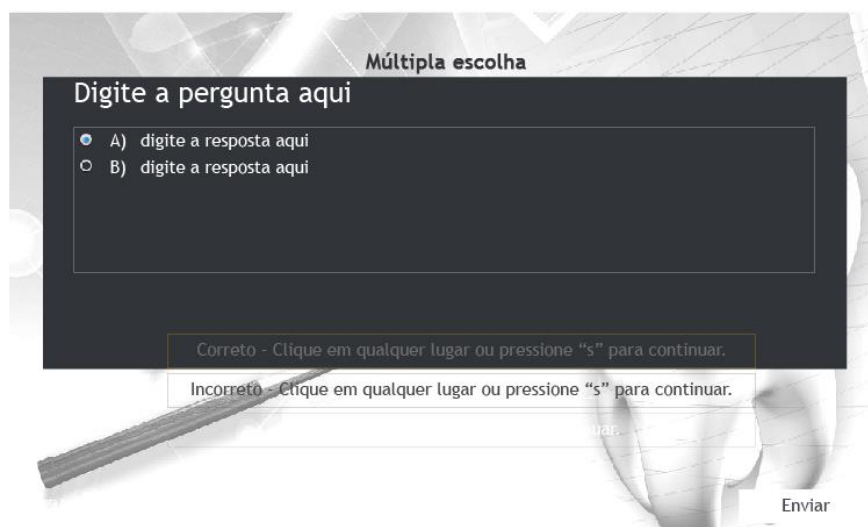 Múltipla escolha
Digite a pergunta aqui
A) digite a resposta aqui
B) digite a resposta aqui
Correto - Clique em qualquer lugar ou pressione “s” para continuar.
Incorreto - Clique em qualquer lugar ou pressione “s” para continuar.
Enviar